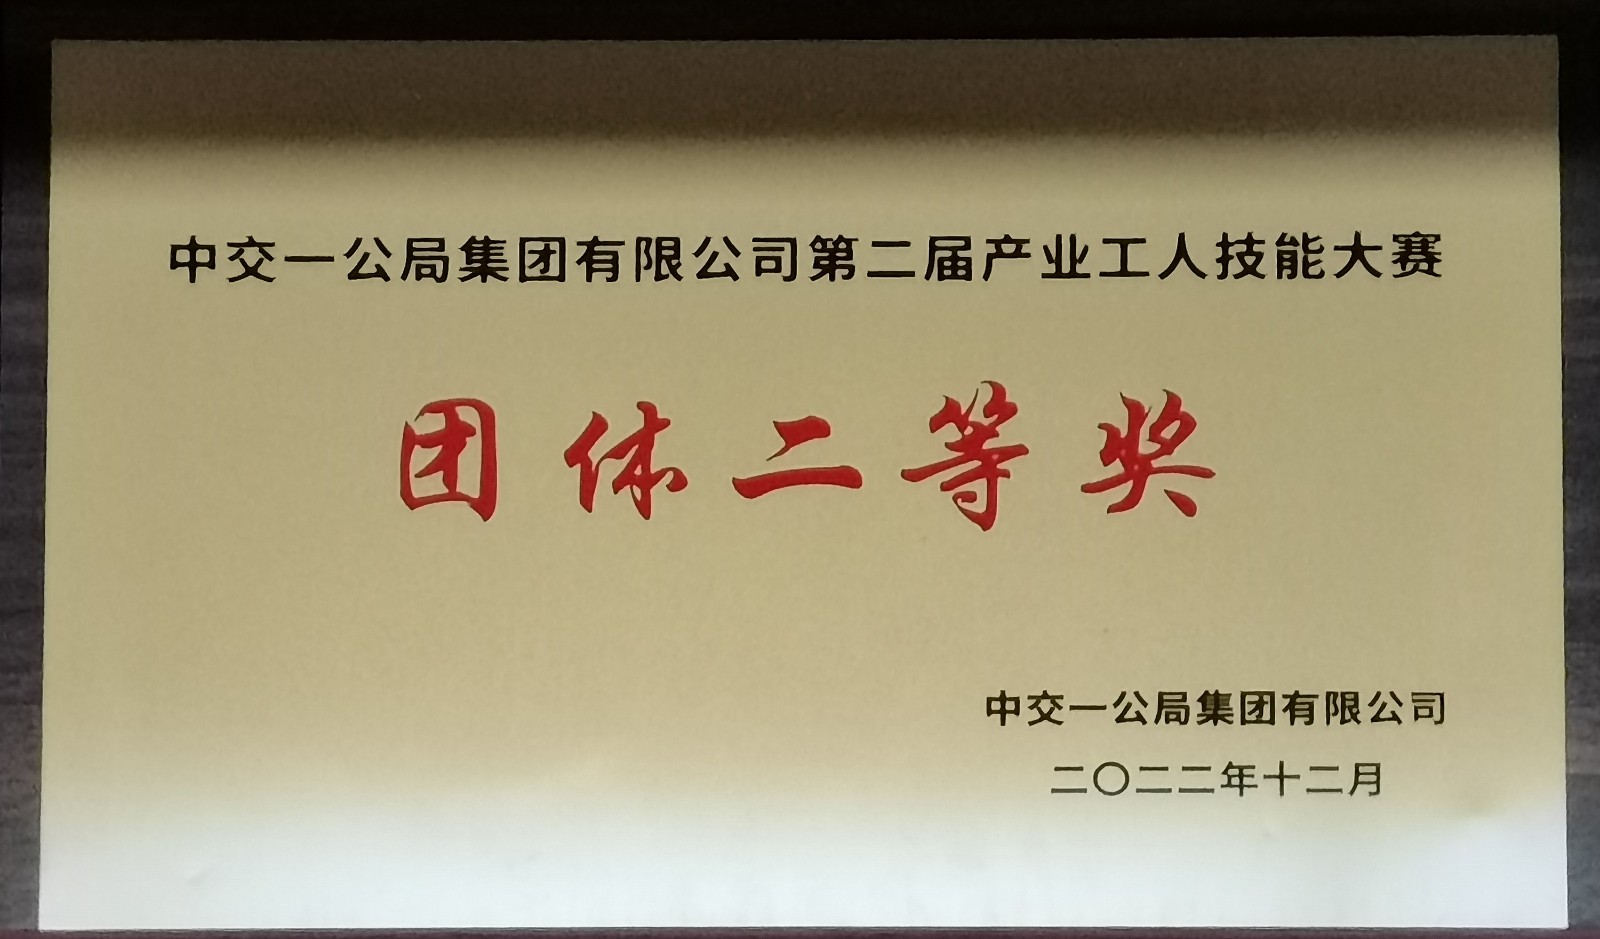 中交一公局集团有限公司第二届产业工人技能大赛
团体二等奖
中交一公局集团有限公司
二〇二二年十二月